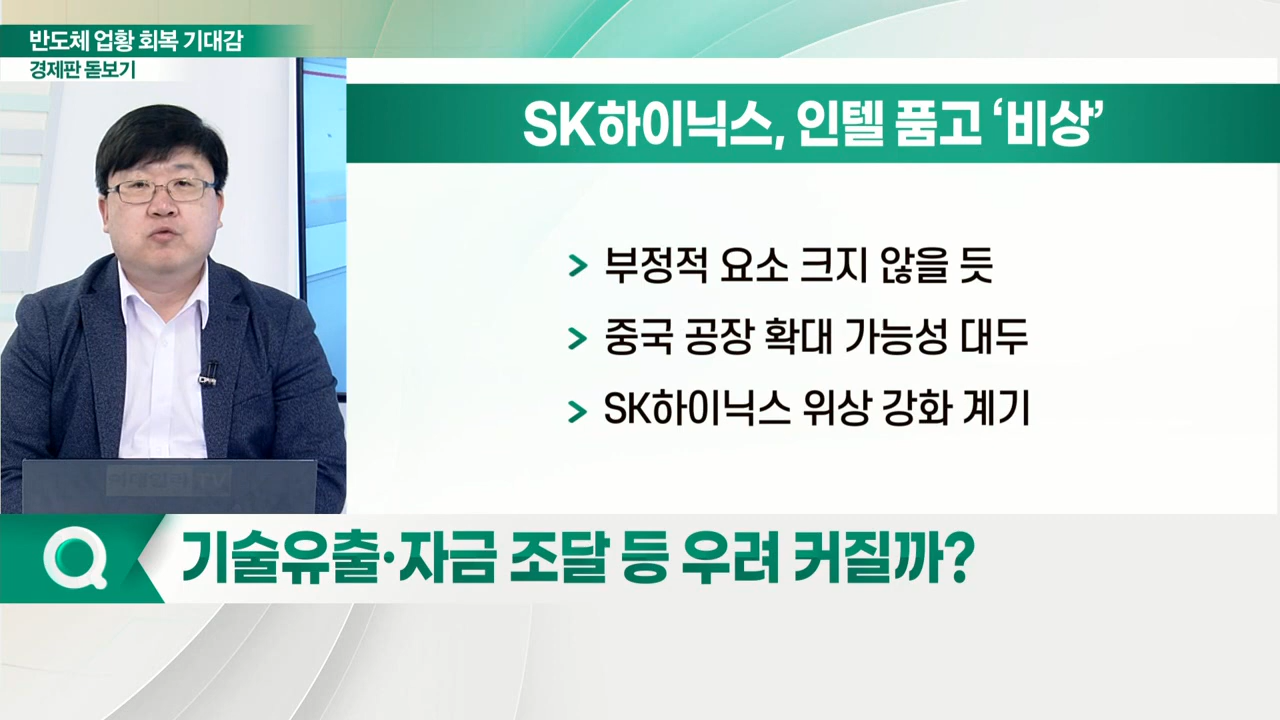 반도체 업황 회복 기대감
경제판 돋보기
SK하이닉스, 인텔 품고 ‘비상’
> 부정적 요소 크지 않을 듯
> 중국 공장 확대 가능성 대두
> SK하이닉스 위상 강화 계기
Q 기술유출·자금 조달 등 우려 커질까?